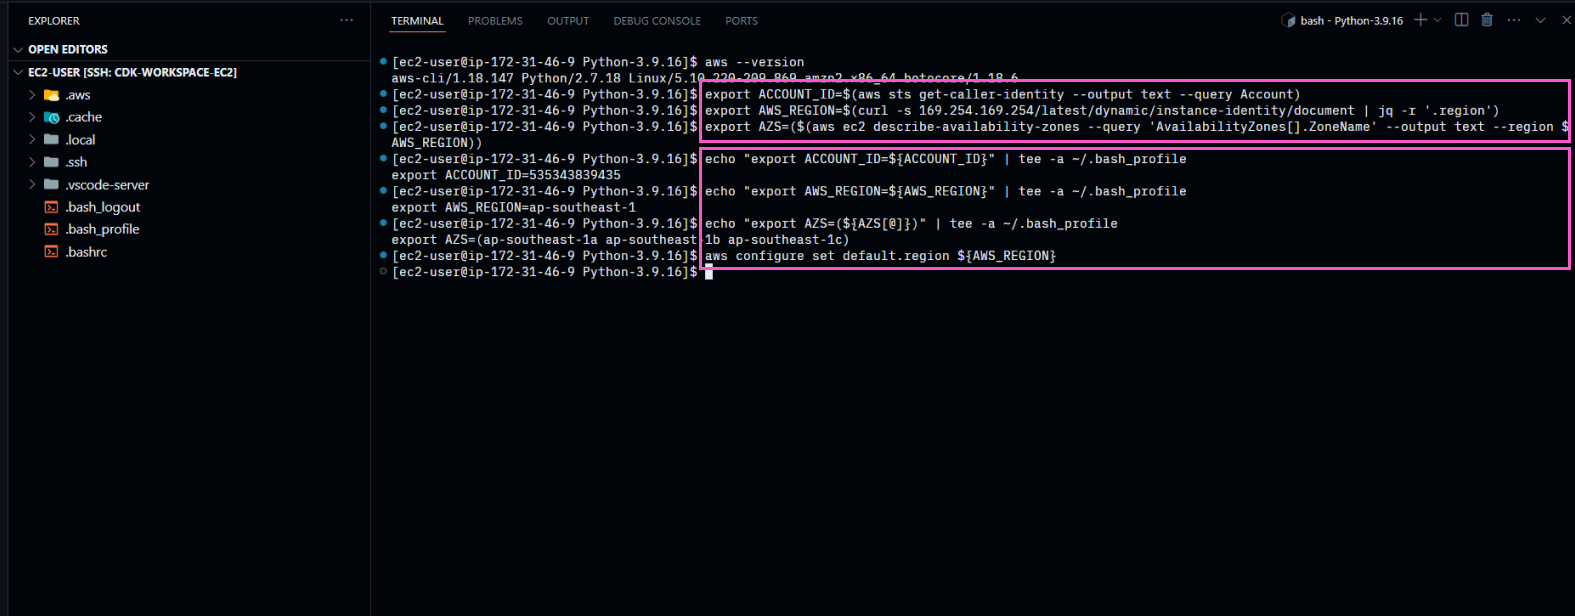 EXPLORER
OPEN EDITORS
EC2-USER [SSH: CDK-WORKSPACE-EC2]
.aws
.cache
.local
.ssh
.vscode-server
.bash_logout
.bash_profile
.bashrc
TERMINAL PROBLEMS OUTPUT DEBUG CONSOLE PORTS
bash - Python-3.9.16
[ec2-user@ip-172-31-46-9 Python-3.9.16]$ aws --version
aws-cli/1.18.147 Python/2.7.18 Linux/5.10.220-209.869.amzn2.x86_64 botocore/1.18.6
[ec2-user@ip-172-31-46-9 Python-3.9.16]$ export ACCOUNT_ID=$(aws sts get-caller-identity --output text --query Account)
[ec2-user@ip-172-31-46-9 Python-3.9.16]$ export AWS_REGION=$(curl -s 169.254.169.254/latest/dynamic/instance-identity/document | jq -r '.region')
[ec2-user@ip-172-31-46-9 Python-3.9.16]$ export AZS=($(aws ec2 describe-availability-zones --query 'AvailabilityZones[].ZoneName' --output text --region $
AWS_REGION))
[ec2-user@ip-172-31-46-9 Python-3.9.16]$ echo "export ACCOUNT_ID=${ACCOUNT_ID}" | tee -a ~/.bash_profile
export ACCOUNT_ID=535343839435
[ec2-user@ip-172-31-46-9 Python-3.9.16]$ echo "export AWS_REGION=${AWS_REGION}" | tee -a ~/.bash_profile
export AWS_REGION=ap-southeast-1
[ec2-user@ip-172-31-46-9 Python-3.9.16]$ echo "export AZS=(${AZS[@]})" | tee -a ~/.bash_profile
export AZS=(ap-southeast-1a ap-southeast-1b ap-southeast-1c)
[ec2-user@ip-172-31-46-9 Python-3.9.16]$ aws configure set default.region ${AWS_REGION}
[ec2-user@ip-172-31-46-9 Python-3.9.16]$